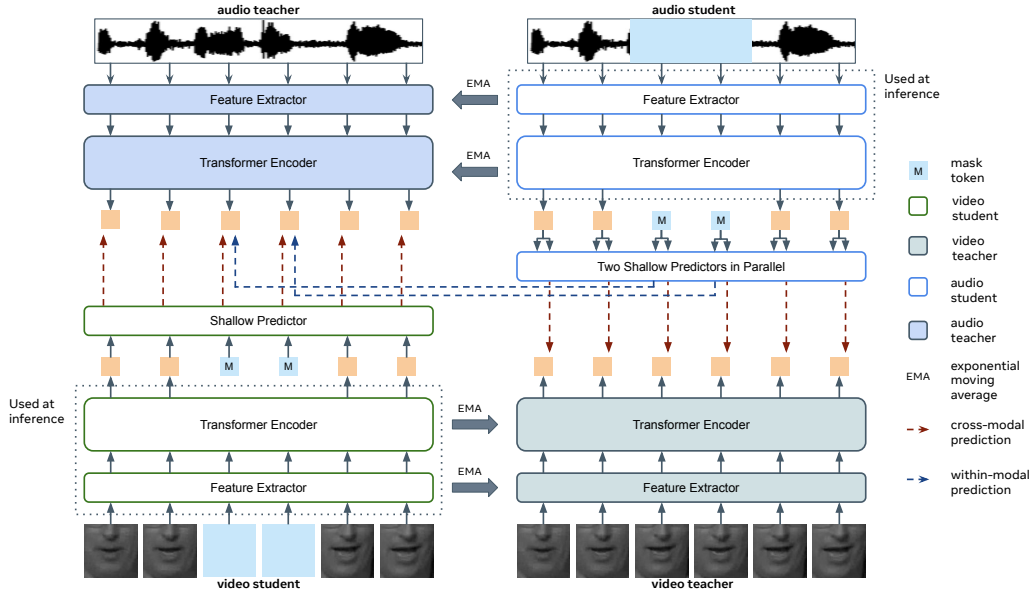 audio teacher
audio student
Feature Extractor
EMA
Feature Extractor
Used at
inference
Transformer Encoder
EMA
Transformer Encoder
M
M
Two Shallow Predictors in Parallel
Shallow Predictor
M
M
Used at
inference
Transformer Encoder
EMA
Transformer Encoder
Feature Extractor
EMA
Feature Extractor
video student
video teacher
M
mask
token
video
student
video
teacher
audio
student
audio
teacher
EMA
exponential
moving
average
cross-modal
prediction
within-modal
prediction